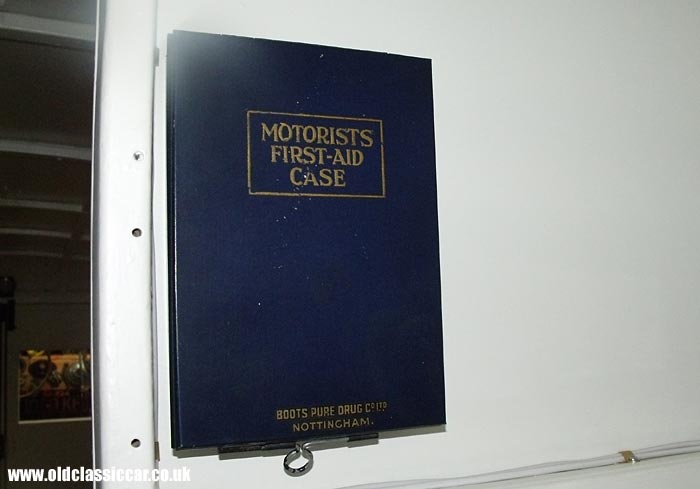 MOTORISTS'
FIRST-AID
CASE
BOOTS PURE DRUG Co LTD
NOTTINGHAM.
www.oldclassiccar.co.uk